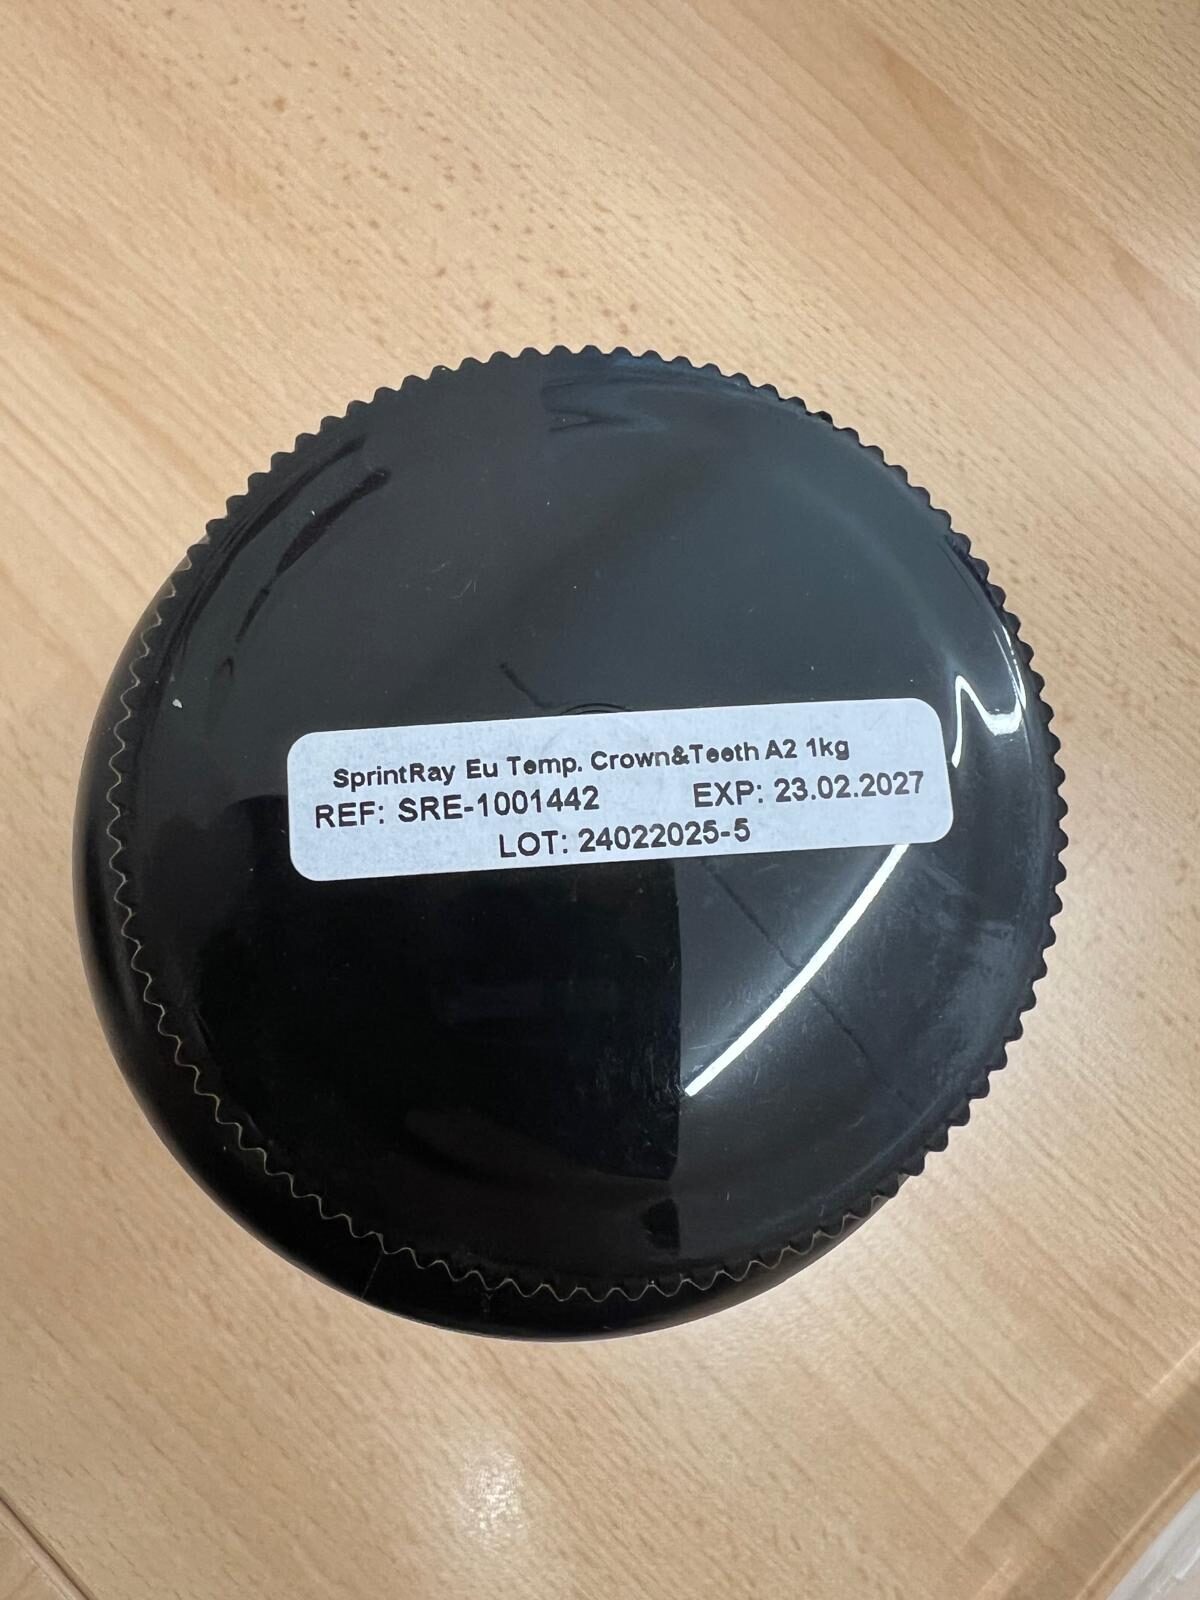 SprintRay Eu Temp. Crown&Teeth A2 1kg
REF: SRE-1001442 EXP: 23.02.2027
LOT: 24022025-5